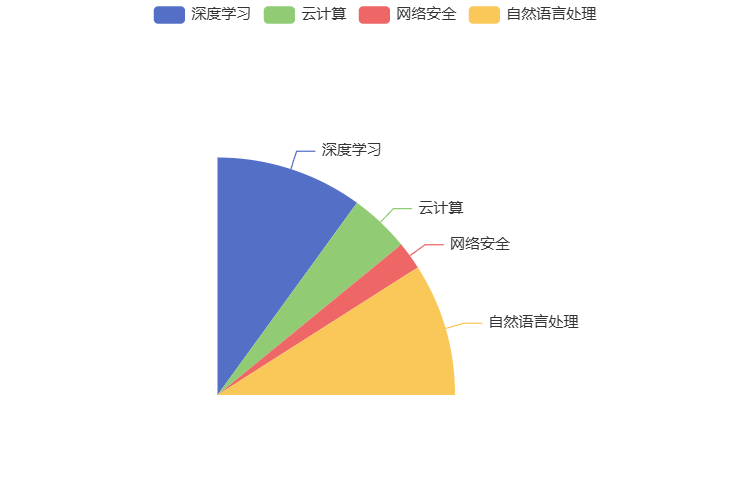 深度学习 云计算 网络安全 自然语言处理
深度学习
云计算
网络安全
自然语言处理